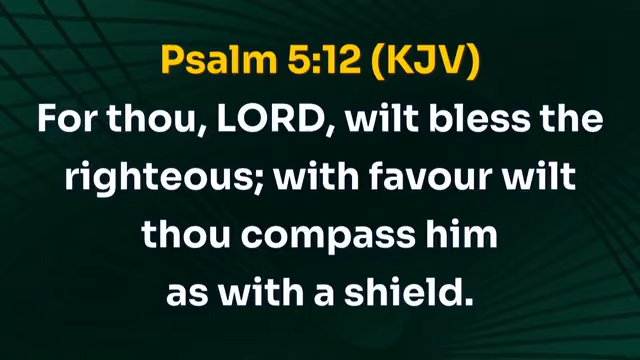 Psalm 5:12 (KJV)
For thou, LORD, wilt bless the
righteous; with favour wilt
thou compass him
as with a shield.